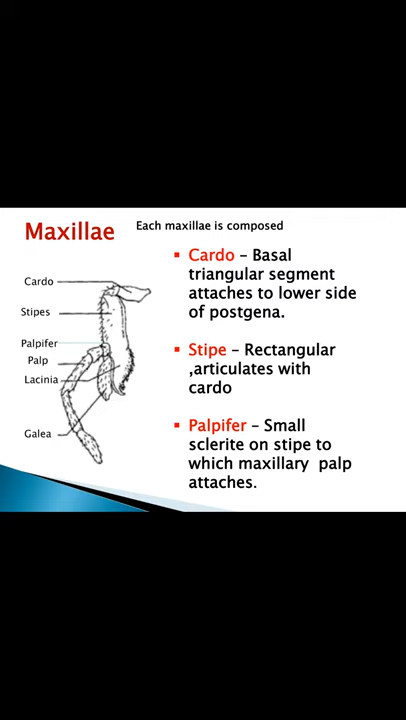 Maxillae
Each maxillae is composed
Cardo – Basal
triangular segment
attaches to lower side
of postgena.
Stipe – Rectangular
,articulates with
cardo
Palpifer – Small
sclerite on stipe to
which maxillary palp
attaches.
Cardo
Stipes
Palpifer
Palp
Lacinia
Galea